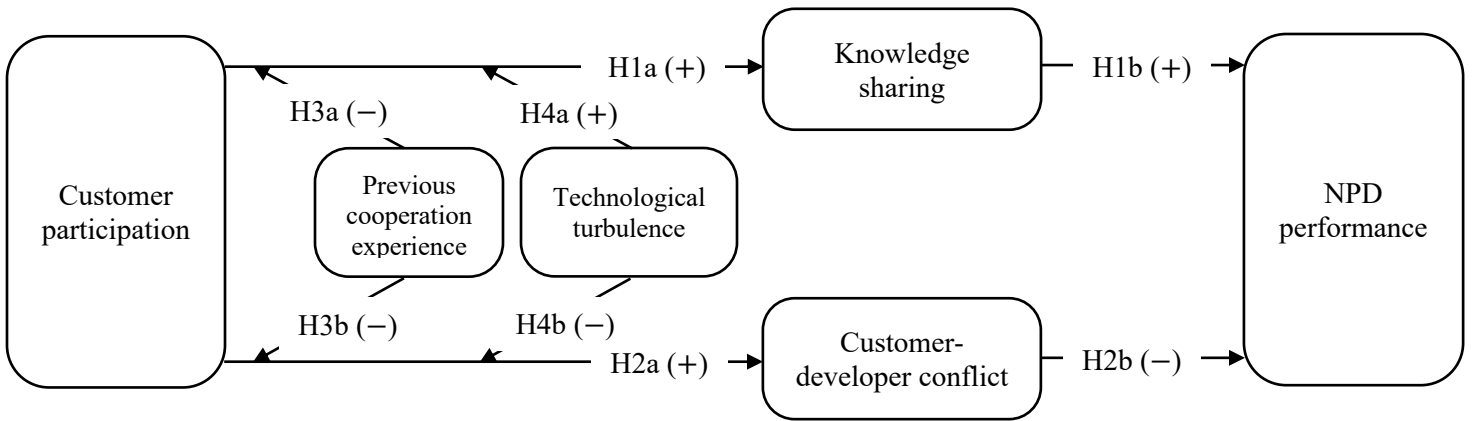 Customer
participation
H1a (+)
H3a (−)
H4a (+)
Previous
cooperation
experience
Technological
turbulence
H3b (−)
H4b (−)
H2a (+)
Knowledge
sharing
Customer-
developer conflict
H1b (+)
H2b (−)
NPD
performance